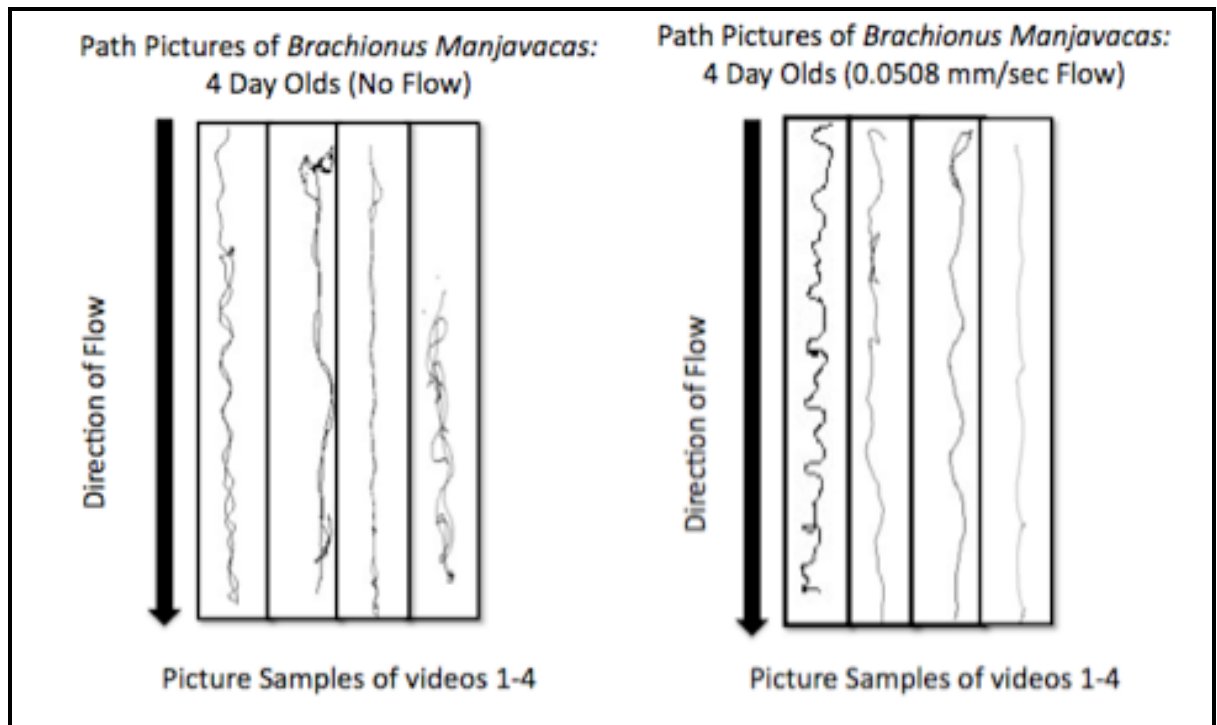 Path Pictures of Brachionus Manjavacas:
4 Day Olds (No Flow)
Direction of Flow
Picture Samples of videos 1-4
Path Pictures of Brachionus Manjavacas:
4 Day Olds (0.0508 mm/sec Flow)
Direction of Flow
Picture Samples of videos 1-4